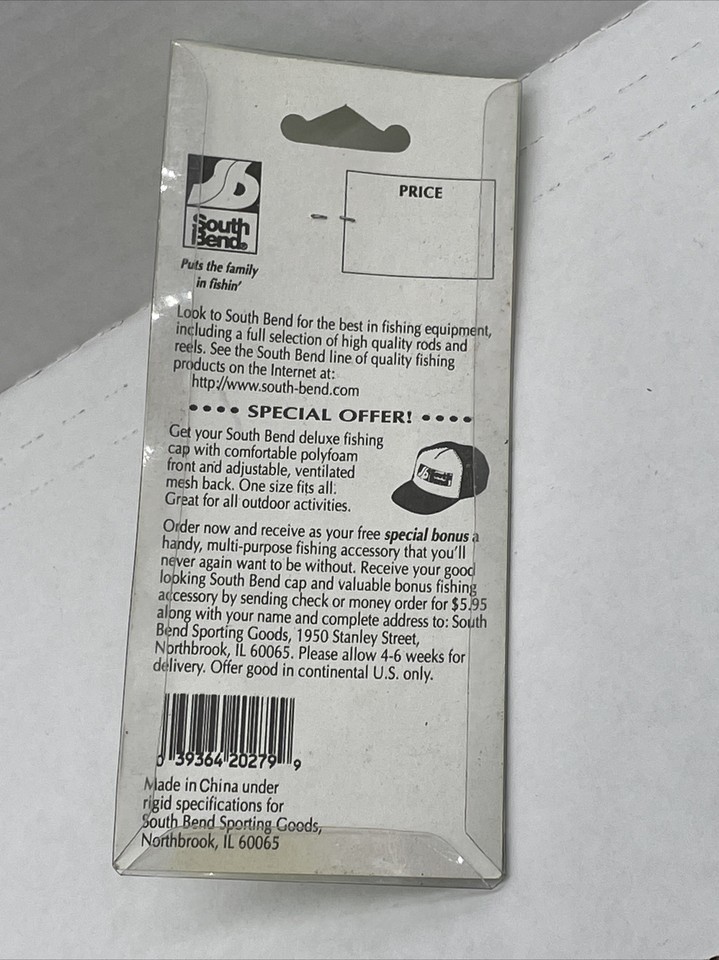 South
Bend®
Puts the family
in fishin'
PRICE
Look to South Bend for the best in fishing equipment,
including a full selection of high quality rods and
reels. See the South Bend line of quality fishing
products on the Internet at:
http://www.south-bend.com
•••• SPECIAL OFFER! ••••
Get your South Bend deluxe fishing
cap with comfortable polyfoam
front and adjustable, ventilated
mesh back. One size fits all.
Great for all outdoor activities.
Order now and receive as your free special bonus a
handy, multi-purpose fishing accessory that you'll
never again want to be without. Receive your good
looking South Bend cap and valuable bonus fishing
accessory by sending check or money order for $5.95
along with your name and complete address to: South
Bend Sporting Goods, 1950 Stanley Street,
Northbrook, IL 60065. Please allow 4-6 weeks for
delivery. Offer good in continental U.S. only.
0 39364 20279 9
Made in China under
rigid specifications for
South Bend Sporting Goods,
Northbrook, IL 60065